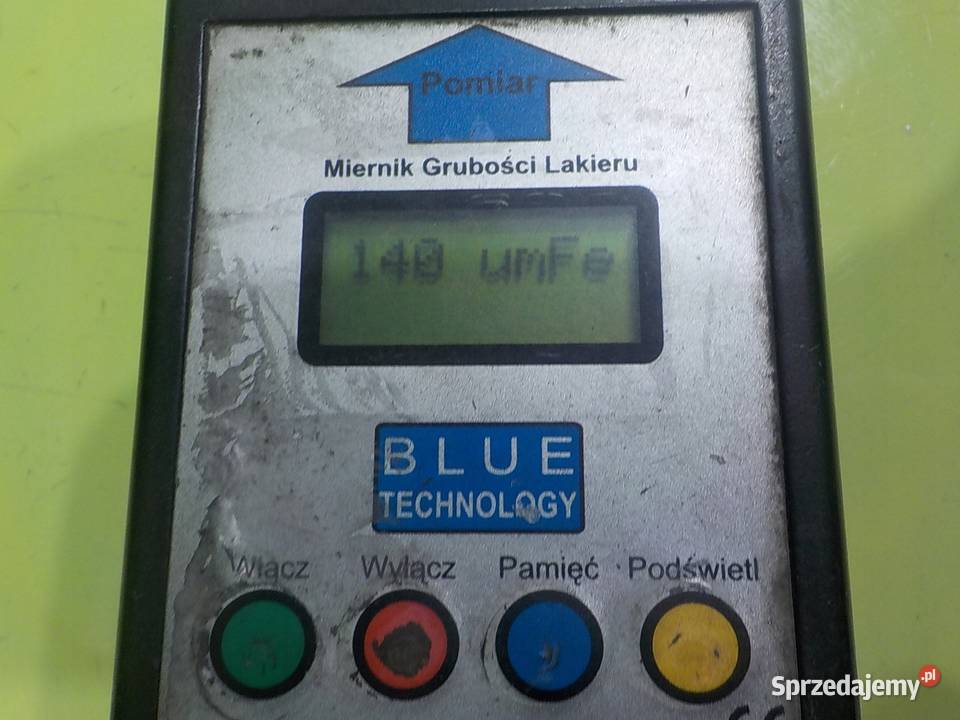 Pomiar
Miernik Grubości Lakieru
140 umFe
BLUE
TECHNOLOGY
Włącz Wyłącz Pamięć Podświetl
Sprzedajemy.pl